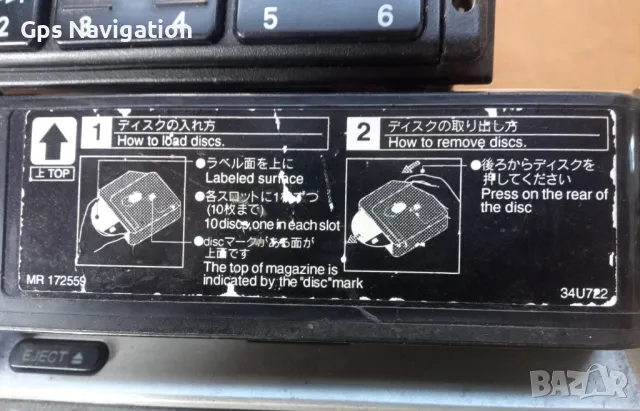 Gps Navigation
2
8
4
5
6
1
ディスクの入れ方
How to load discs.
上 TOP
●ラベル面を上に
Labeled surface
●各スロットに1枚ずつ
(10枚まで)
10discs,one in each slot
●discマークがある面が
上面です
The top of magazine is
indicated by the "disc"mark
MR 172559
2
ディスクの取り出し方
How to remove discs.
●後ろからディスクを
押してください
Press on the rear of
the disc
34U722
EJECT
BAZAR
bg